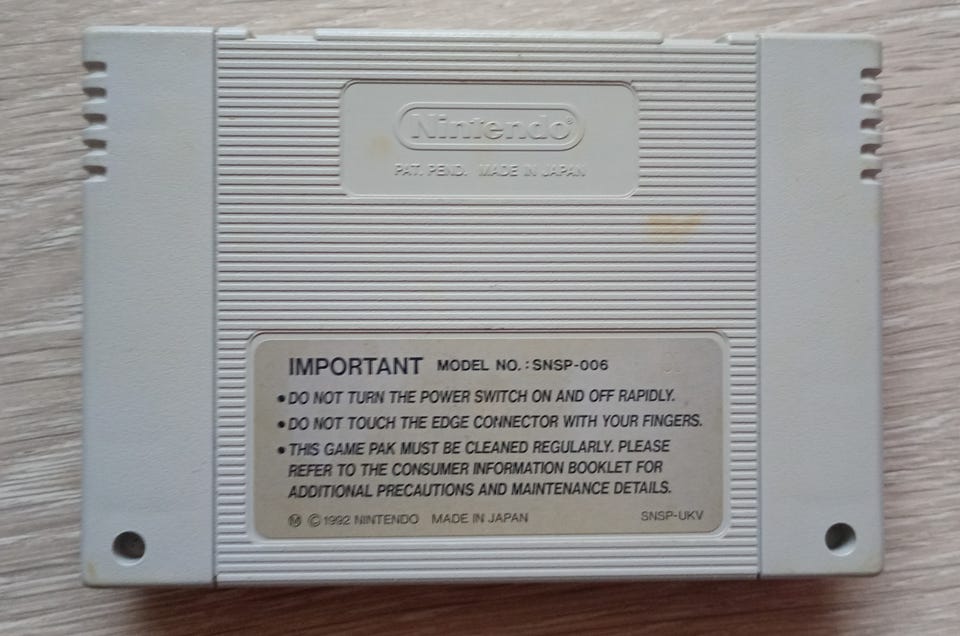 Nintendo®
PAT. PEND. MADE IN JAPAN
IMPORTANT MODEL NO.: SNSP-006
•DO NOT TURN THE POWER SWITCH ON AND OFF RAPIDLY.
•DO NOT TOUCH THE EDGE CONNECTOR WITH YOUR FINGERS.
•THIS GAME PAK MUST BE CLEANED REGULARLY. PLEASE
REFER TO THE CONSUMER INFORMATION BOOKLET FOR
ADDITIONAL PRECAUTIONS AND MAINTENANCE DETAILS.
Ⓜ ©1992 NINTENDO MADE IN JAPAN SNSP-UKV